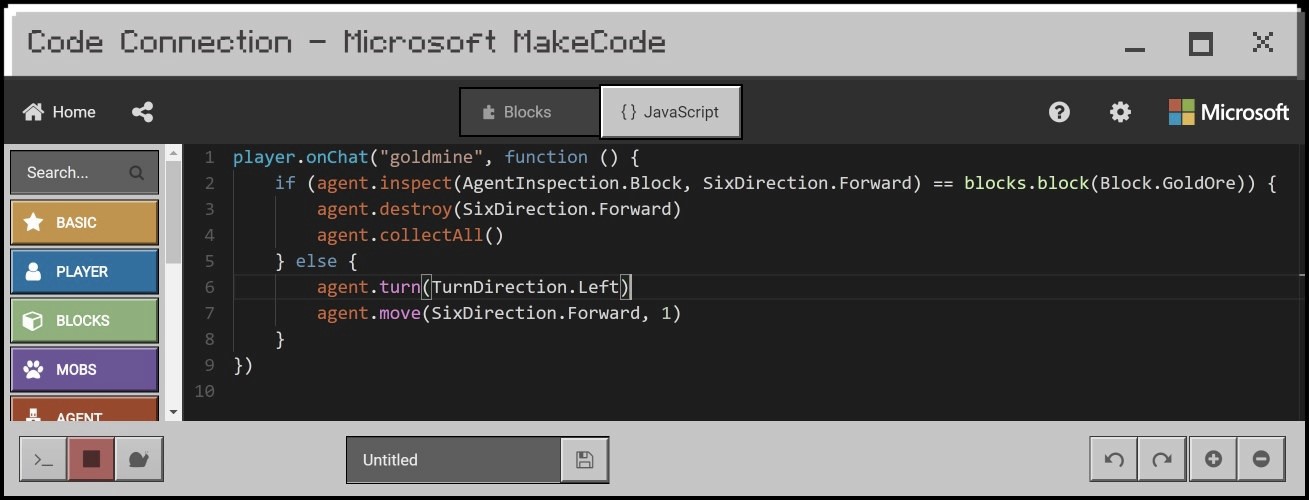 Code Connection - Microsoft MakeCode
Home
Blocks
{ } JavaScript
Microsoft
Search...
BASIC
PLAYER
BLOCKS
MOBS
AGENT
1 player.onChat("goldmine", function () {
2     if (agent.inspect(AgentInspection.Block, SixDirection.Forward) == blocks.block(Block.GoldOre)) {
3         agent.destroy(SixDirection.Forward)
4         agent.collectAll()
5     } else {
6         agent.turn(TurnDirection.Left)
7         agent.move(SixDirection.Forward, 1)
8     }
9 })
10
Untitled